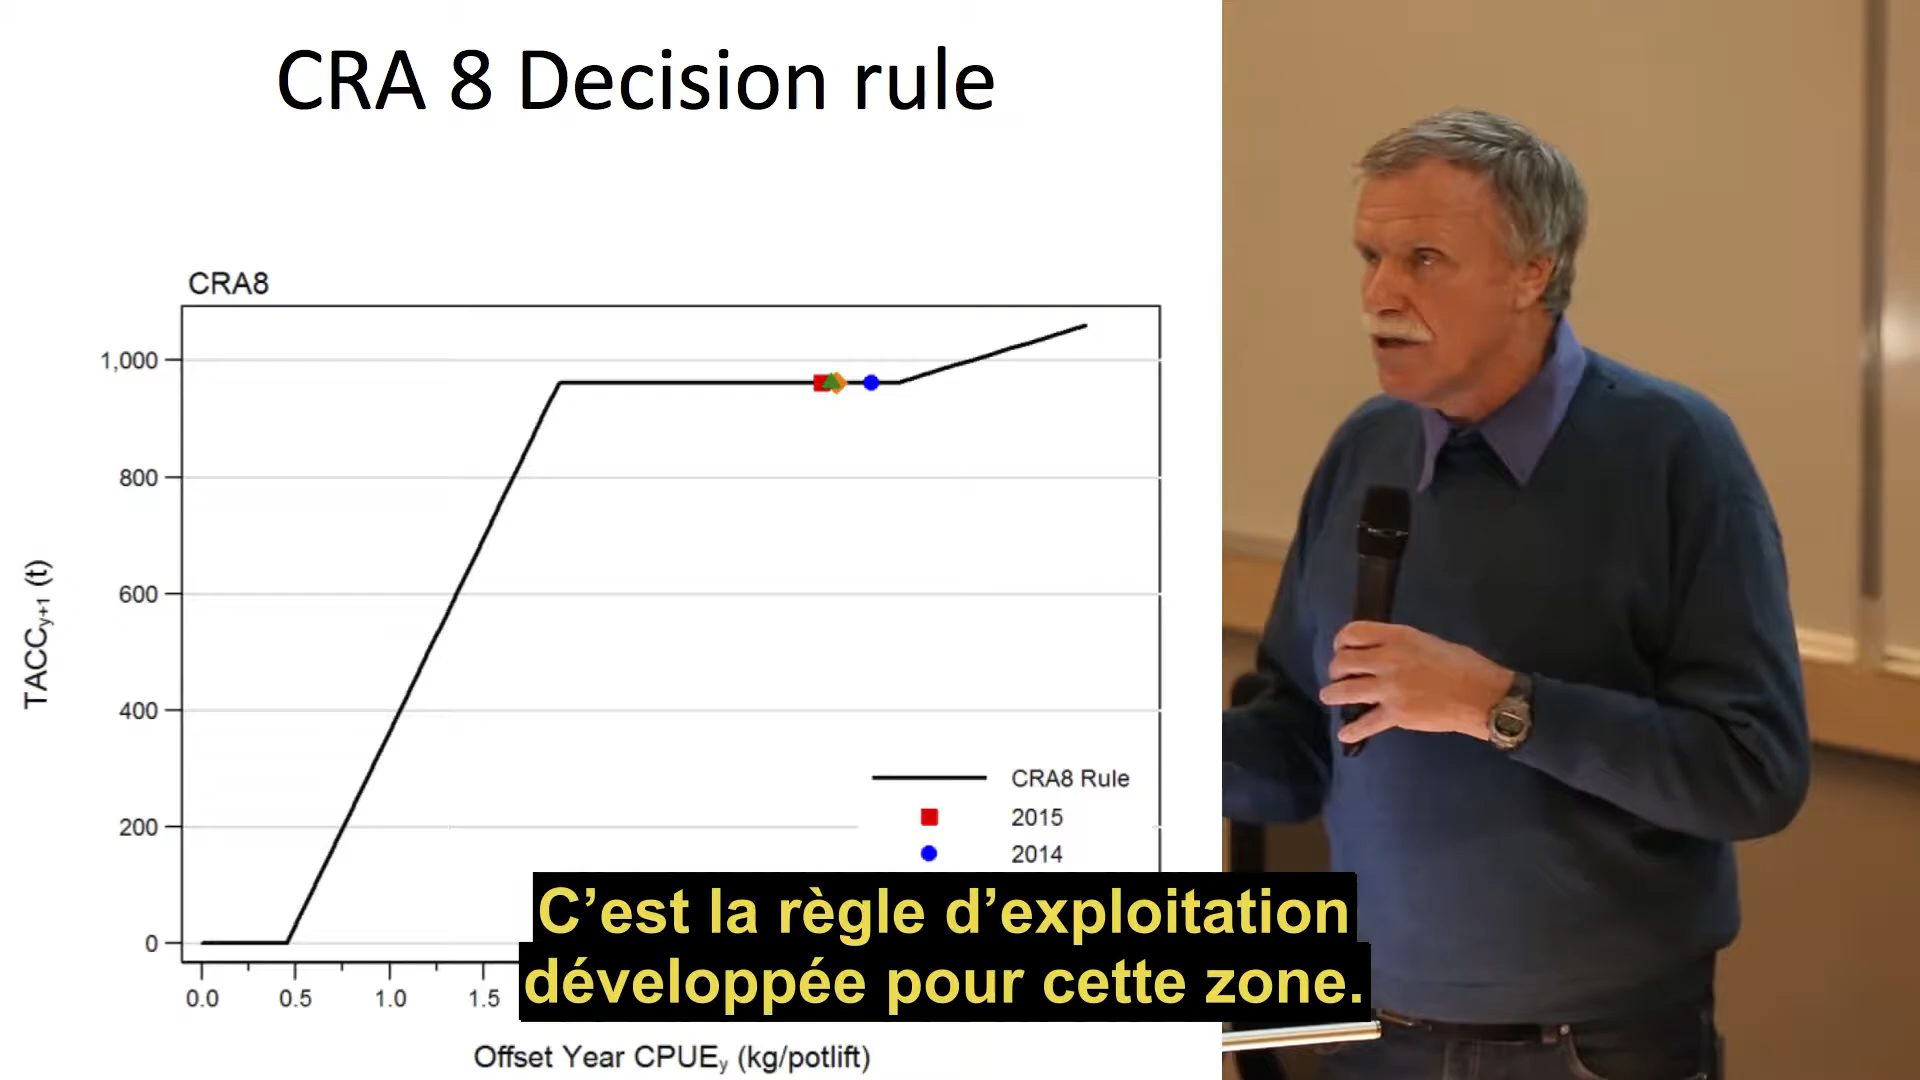 CRA 8 Decision rule
CRA8
1,000
800
600
400
200
0
TACCy+1 (t)
CRA8 Rule
2015
2014
0.0 0.5 1.0 1.5
Offset Year CPUEy (kg/potlift)
C’est la règle d’exploitation
développée pour cette zone.